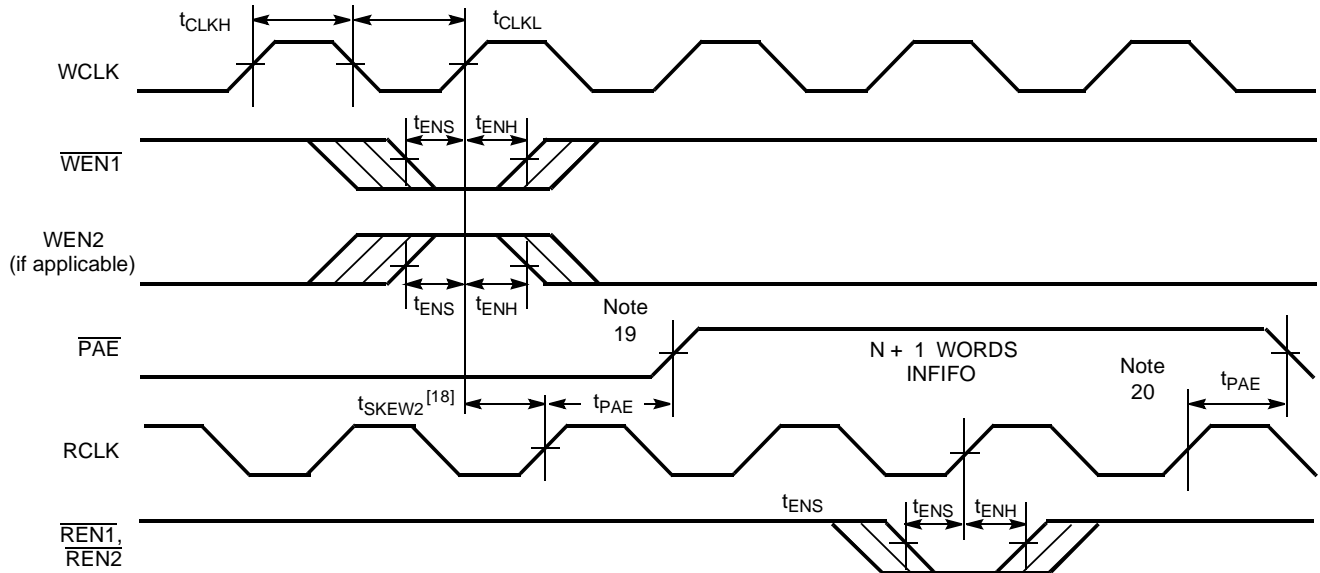 tCLKH
tCLKL
WCLK
tENS
tENH
WEN1
WEN2
(if applicable)
tENS
tENH
Note
19
PAE
N + 1 WORDS
INFIFO
Note
20
tPAE
tSKEW2[18]
tPAE
RCLK
tENS
tENS
tENH
REN1,
REN2